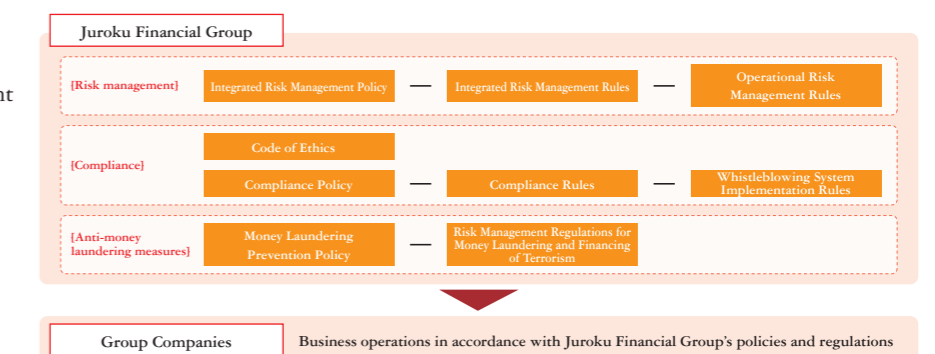 Juroku Financial Group
nt
{Risk management}
Integrated Risk Management Policy
—
Integrated Risk Management Rules
—
Operational Risk
Management Rules
{Compliance}
Code of Ethics
Compliance Policy
—
Compliance Rules
—
Whistleblowing System
Implementation Rules
{Anti-money
laundering measures}
Money Laundering
Prevention Policy
—
Risk Management Regulations for
Money Laundering and Financing
of Terrorism
Group Companies
Business operations in accordance with Juroku Financial Group's policies and regulations